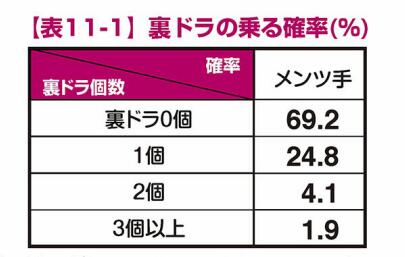 【表11-1】裏ドラの乗る確率(%)
確率
裏ドラ個数
メンツ手
裏ドラ0個 69.2
1個 24.8
2個 4.1
3個以上 1.9